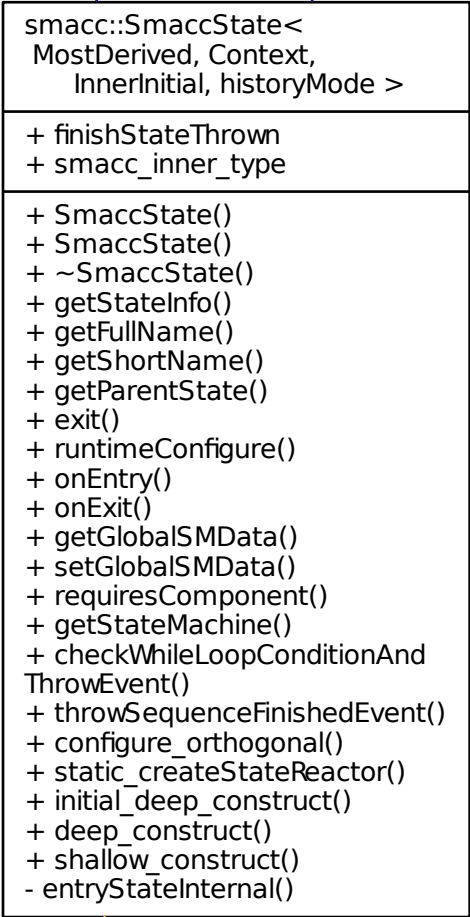 smacc::SmaccState<
MostDerived, Context,
InnerInitial, historyMode >
+ finishStateThrown
+ smacc_inner_type
+ SmaccState()
+ SmaccState()
+ ~SmaccState()
+ getStateInfo()
+ getFullName()
+ getShortName()
+ getParentState()
+ exit()
+ runtimeConfigure()
+ onEntry()
+ onExit()
+ getGlobalSMData()
+ setGlobalSMData()
+ requiresComponent()
+ getStateMachine()
+ checkWhileLoopConditionAnd
ThrowEvent()
+ throwSequenceFinishedEvent()
+ configure_orthogonal()
+ static_createStateReactor()
+ initial_deep_construct()
+ deep_construct()
+ shallow_construct()
- entryStateInternal()